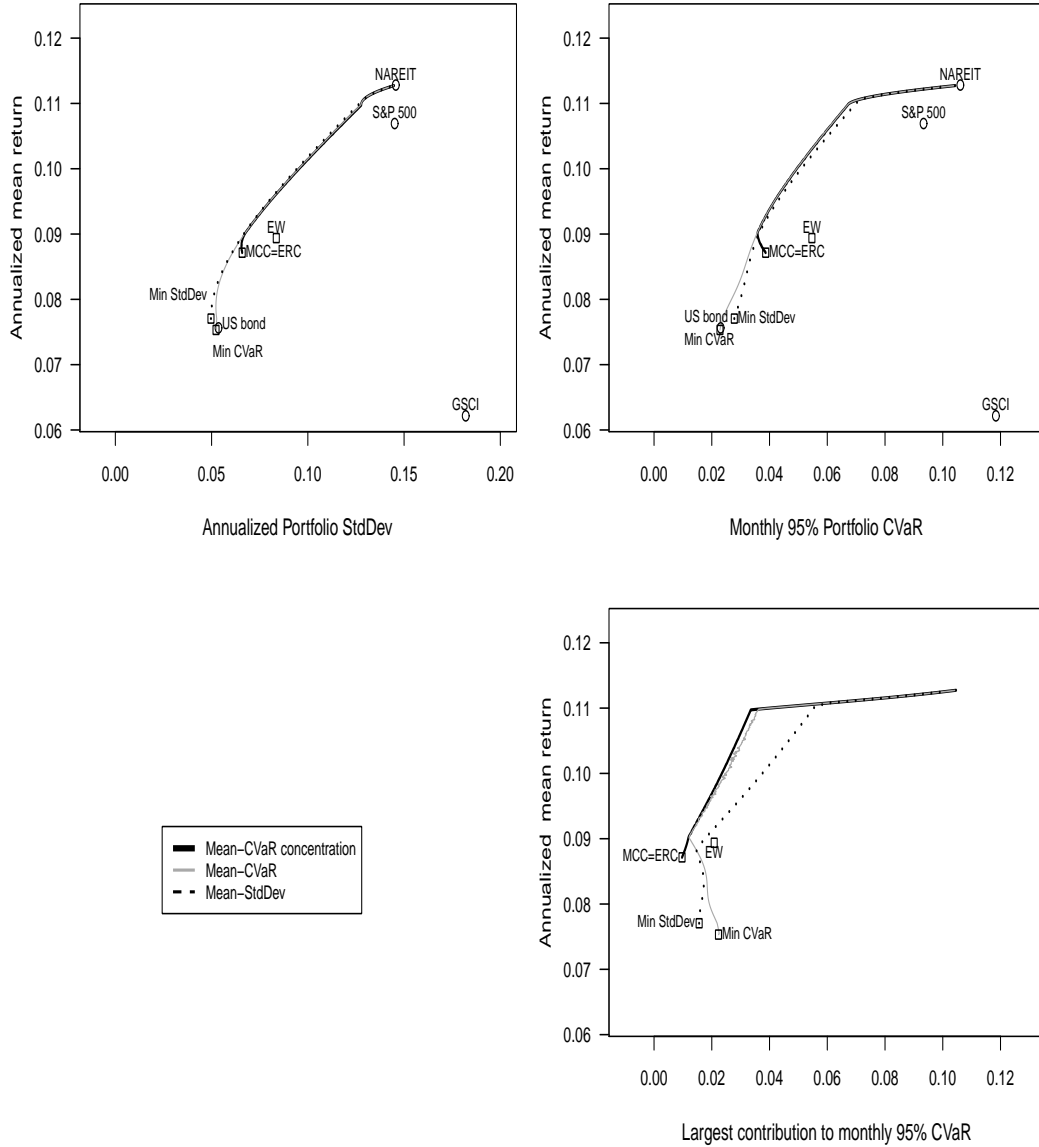 0.12
0.11
0.10
0.09
0.08
0.07
0.06
Annualized mean return
NAREIT
S&P 500
EW
MCC=ERC
Min StdDev
US bond
Min CVaR
GSCI
0.00 0.05 0.10 0.15 0.20
Annualized Portfolio StdDev
0.12
0.11
0.10
0.09
0.08
0.07
0.06
Annualized mean return
NAREIT
S&P 500
EW
MCC=ERC
US bond
Min StdDev
Min CVaR
GSCI
0.00 0.02 0.04 0.06 0.08 0.10 0.12
Monthly 95% Portfolio CVaR
Mean−CVaR concentration
Mean−CVaR
Mean−StdDev
0.12
0.11
0.10
0.09
0.08
0.07
0.06
Annualized mean return
MCC=ERC
EW
Min StdDev
Min CVaR
0.00 0.02 0.04 0.06 0.08 0.10 0.12
Largest contribution to monthly 95% CVaR